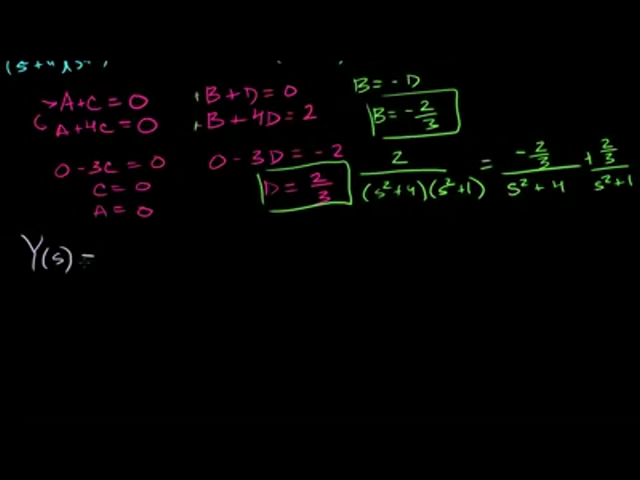 A+C=0
A+4C=0
B+D=0
B+4D=2
B=-D
B=-2/3
0-3C=0
C=0
A=0
0-3D=-2
D=2/3
2/((s²+4)(s²+1)) = (-2/3)/(s²+4) + (2/3)/(s²+1)
Y(s)=